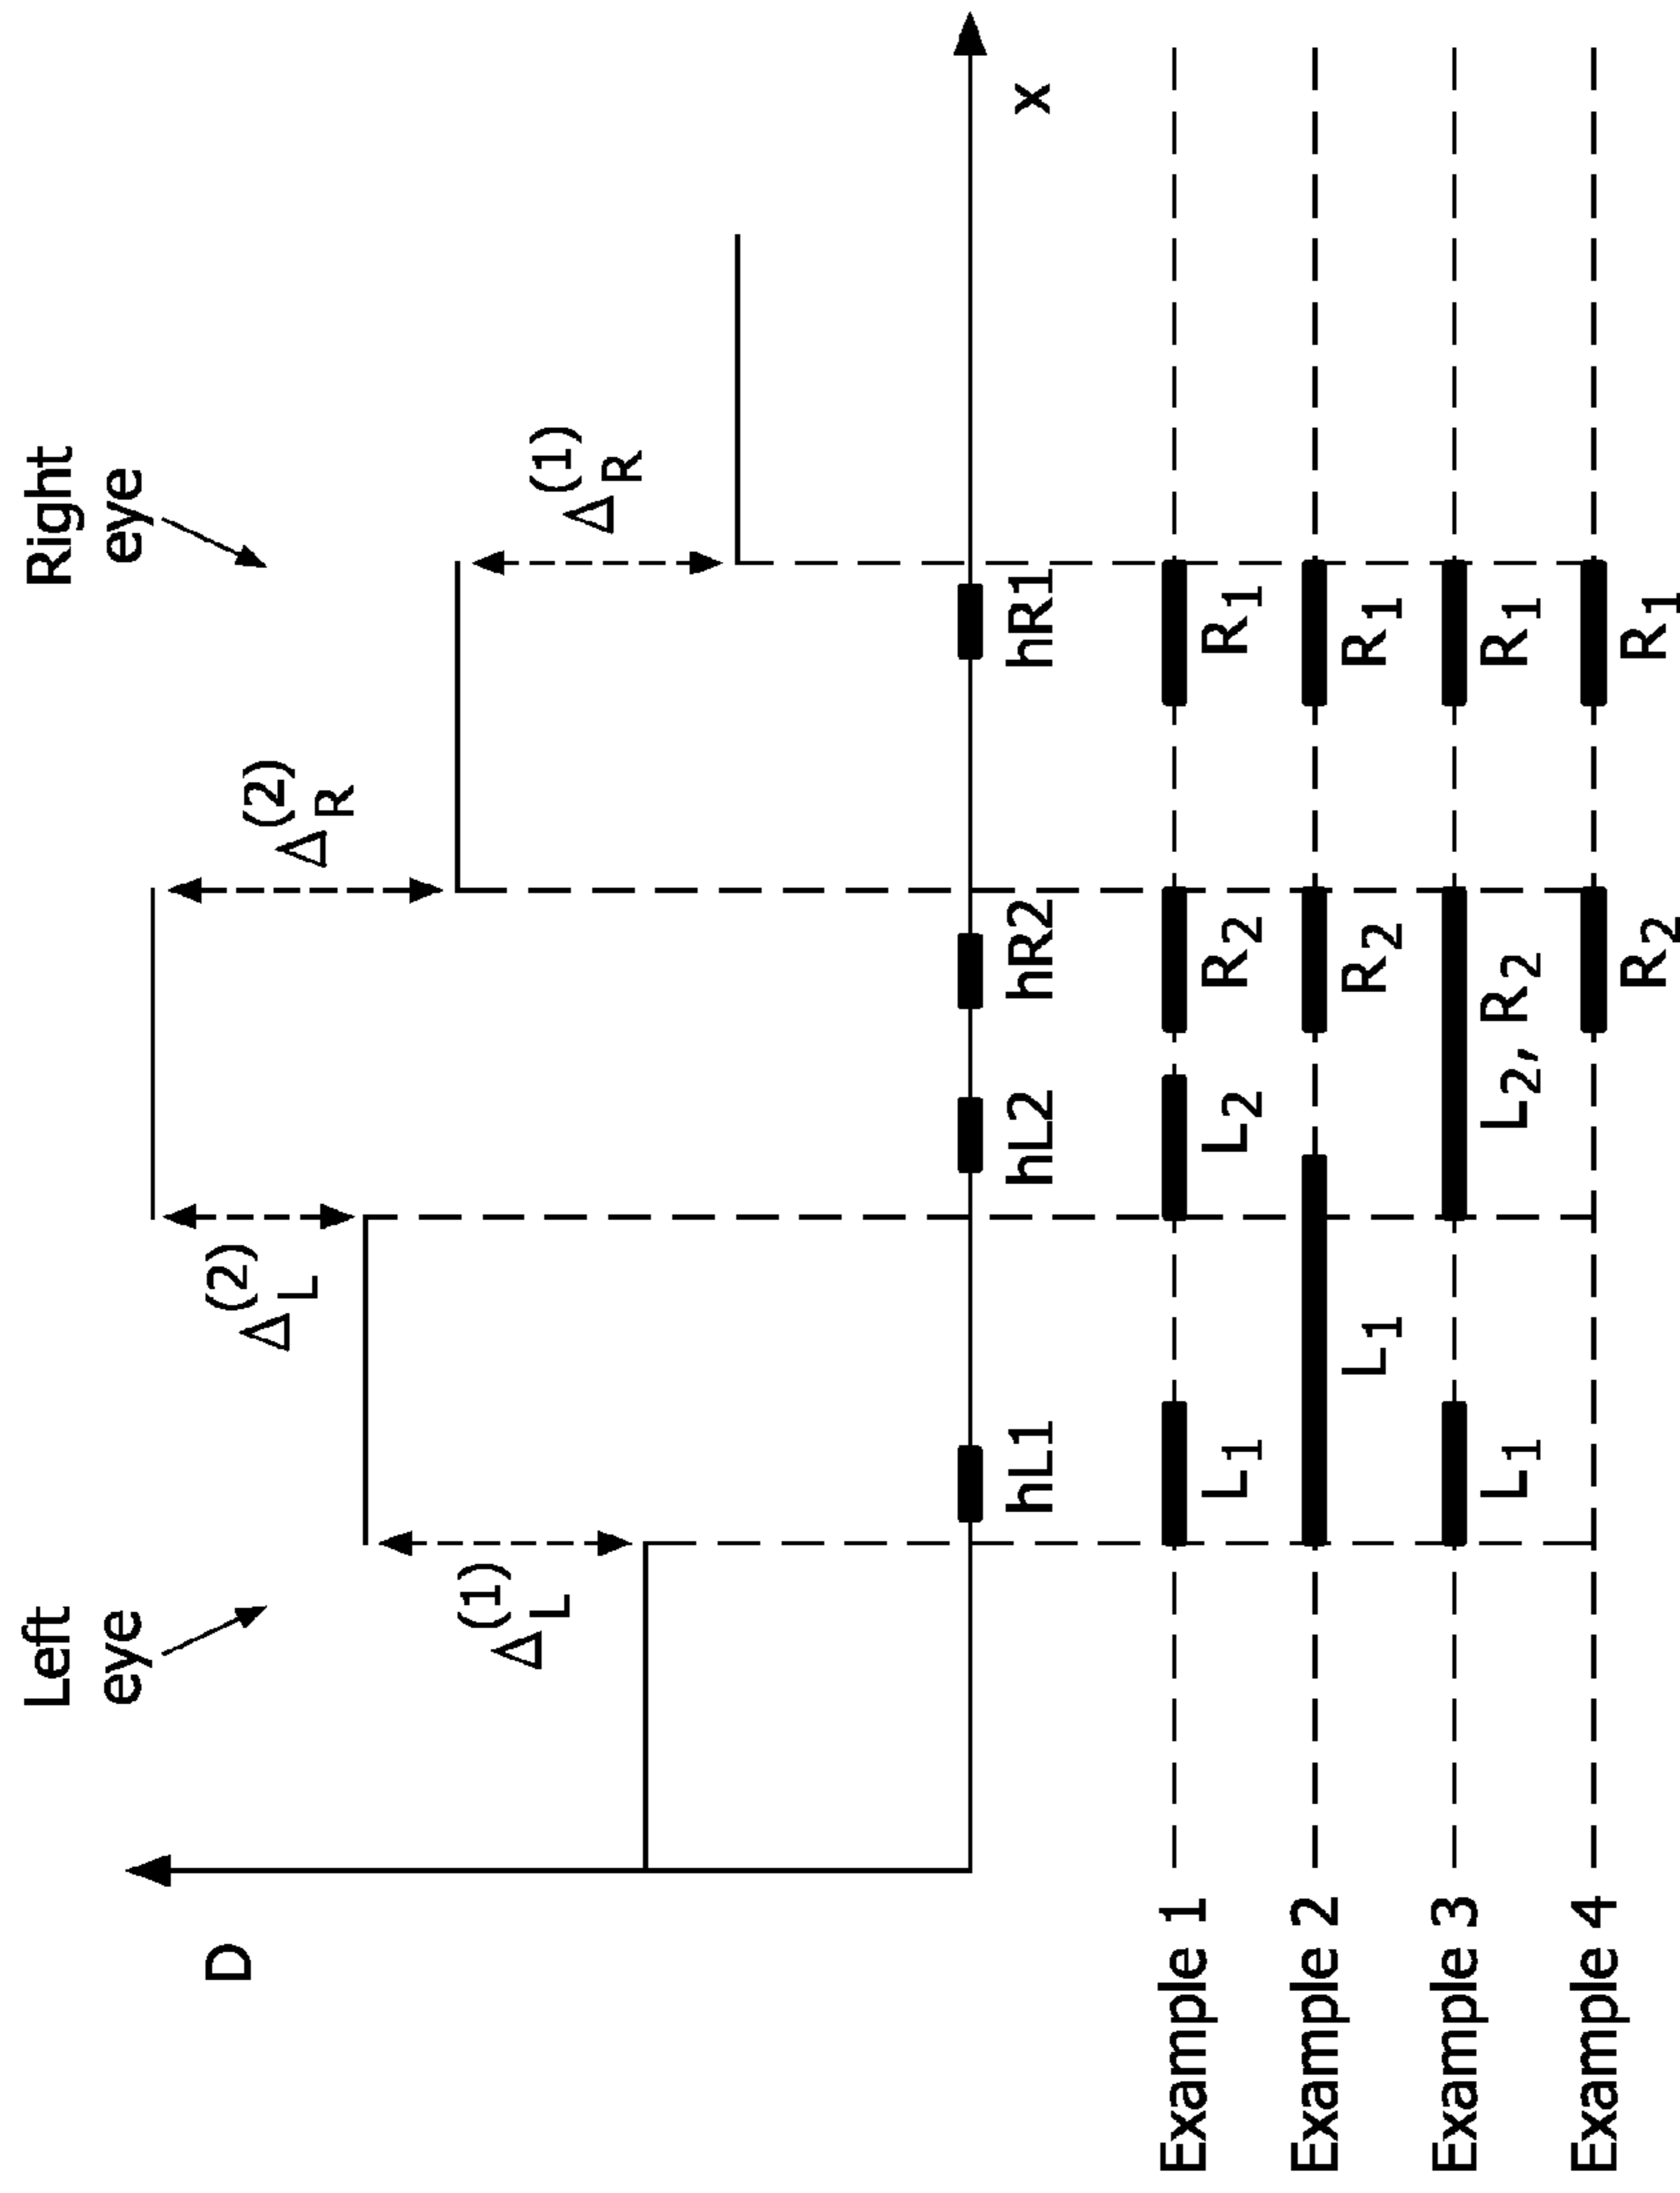 Left
eye
Right
eye
D
Δ_L^(1)
Δ_L^(2)
Δ_R^(2)
Δ_R^(1)
x
hL1
hL2
hR2
hR1
Example 1
L₁
L₂
R₂
R₁
Example 2
L₁
R₂
R₁
Example 3
L₁
L₂, R₂
R₁
Example 4
R₂
R₁